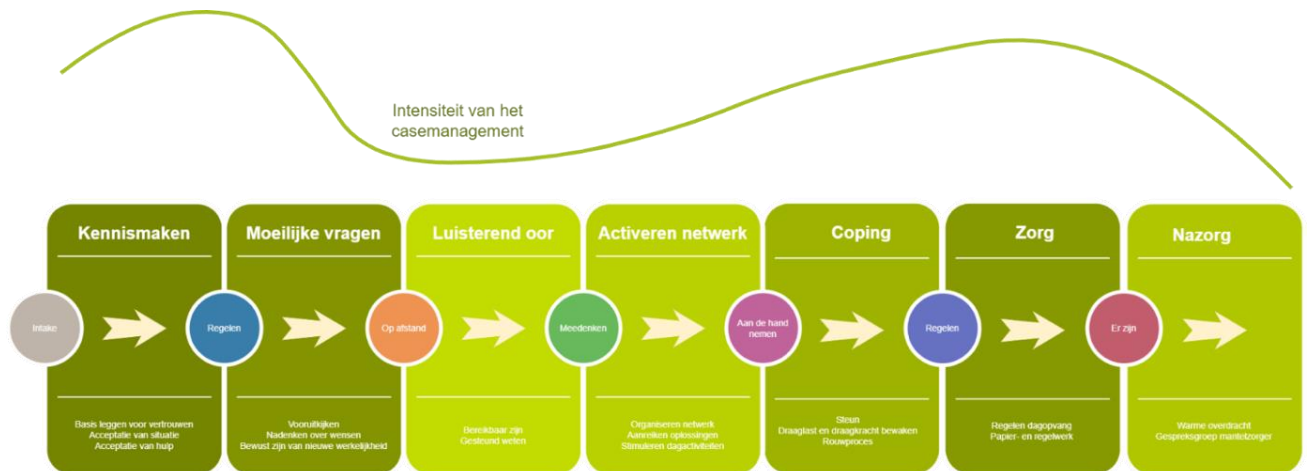 Intensiteit van het
casemanagement
Kennismaken
Moeilijke vragen
Luisterend oor
Activeren netwerk
Coping
Zorg
Nazorg
Intake
Regelen
Op afstand
Meedenken
Aan de hand
nemen
Regelen
Er zijn
Basis leggen voor vertrouwen
Acceptatie van situatie
Acceptatie van hulp
Vooruitkijken
Nadenken over wensen
Bewust zijn van nieuwe werkelijkheid
Bereikbaar zijn
Gesteund weten
Organiseren netwerk
Aanreiken oplossingen
Stimuleren dagactiviteiten
Steun
Draaglast en draagkracht bewaken
Rouwproces
Regelen dagopvang
Papier- en regelwerk
Warme overdracht
Gespreksgroep mantelzorger